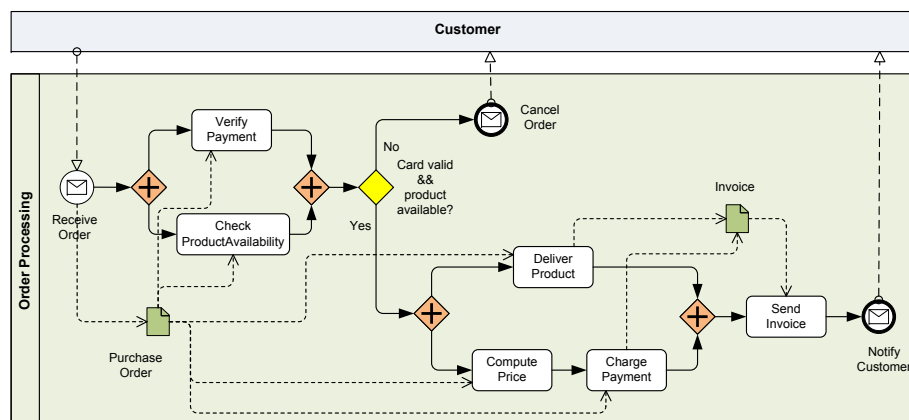 Customer
Order Processing
Verify
Payment
Cancel
Order
No
Card valid
&&
product
available?
Yes
Receive
Order
Check
ProductAvailability
Invoice
Deliver
Product
Send
Invoice
Purchase
Order
Compute
Price
Charge
Payment
Notify
Customer